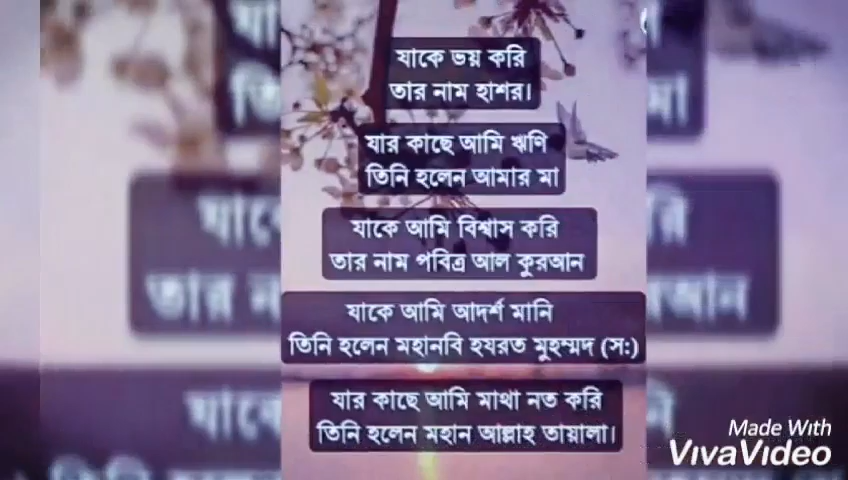 যাকে ভয় করি
তার নাম হাশর।
যার কাছে আমি ঋণি
তিনি হলেন আমার মা
যাকে আমি বিশ্বাস করি
তার নাম পবিত্র আল কুরআন
যাকে আমি আদর্শ মানি
তিনি হলেন মহানবি হযরত মুহম্মদ (স:)
যার কাছে আমি মাথা নত করি
তিনি হলেন মহান আল্লাহ তায়ালা।
Made With
VivaVideo